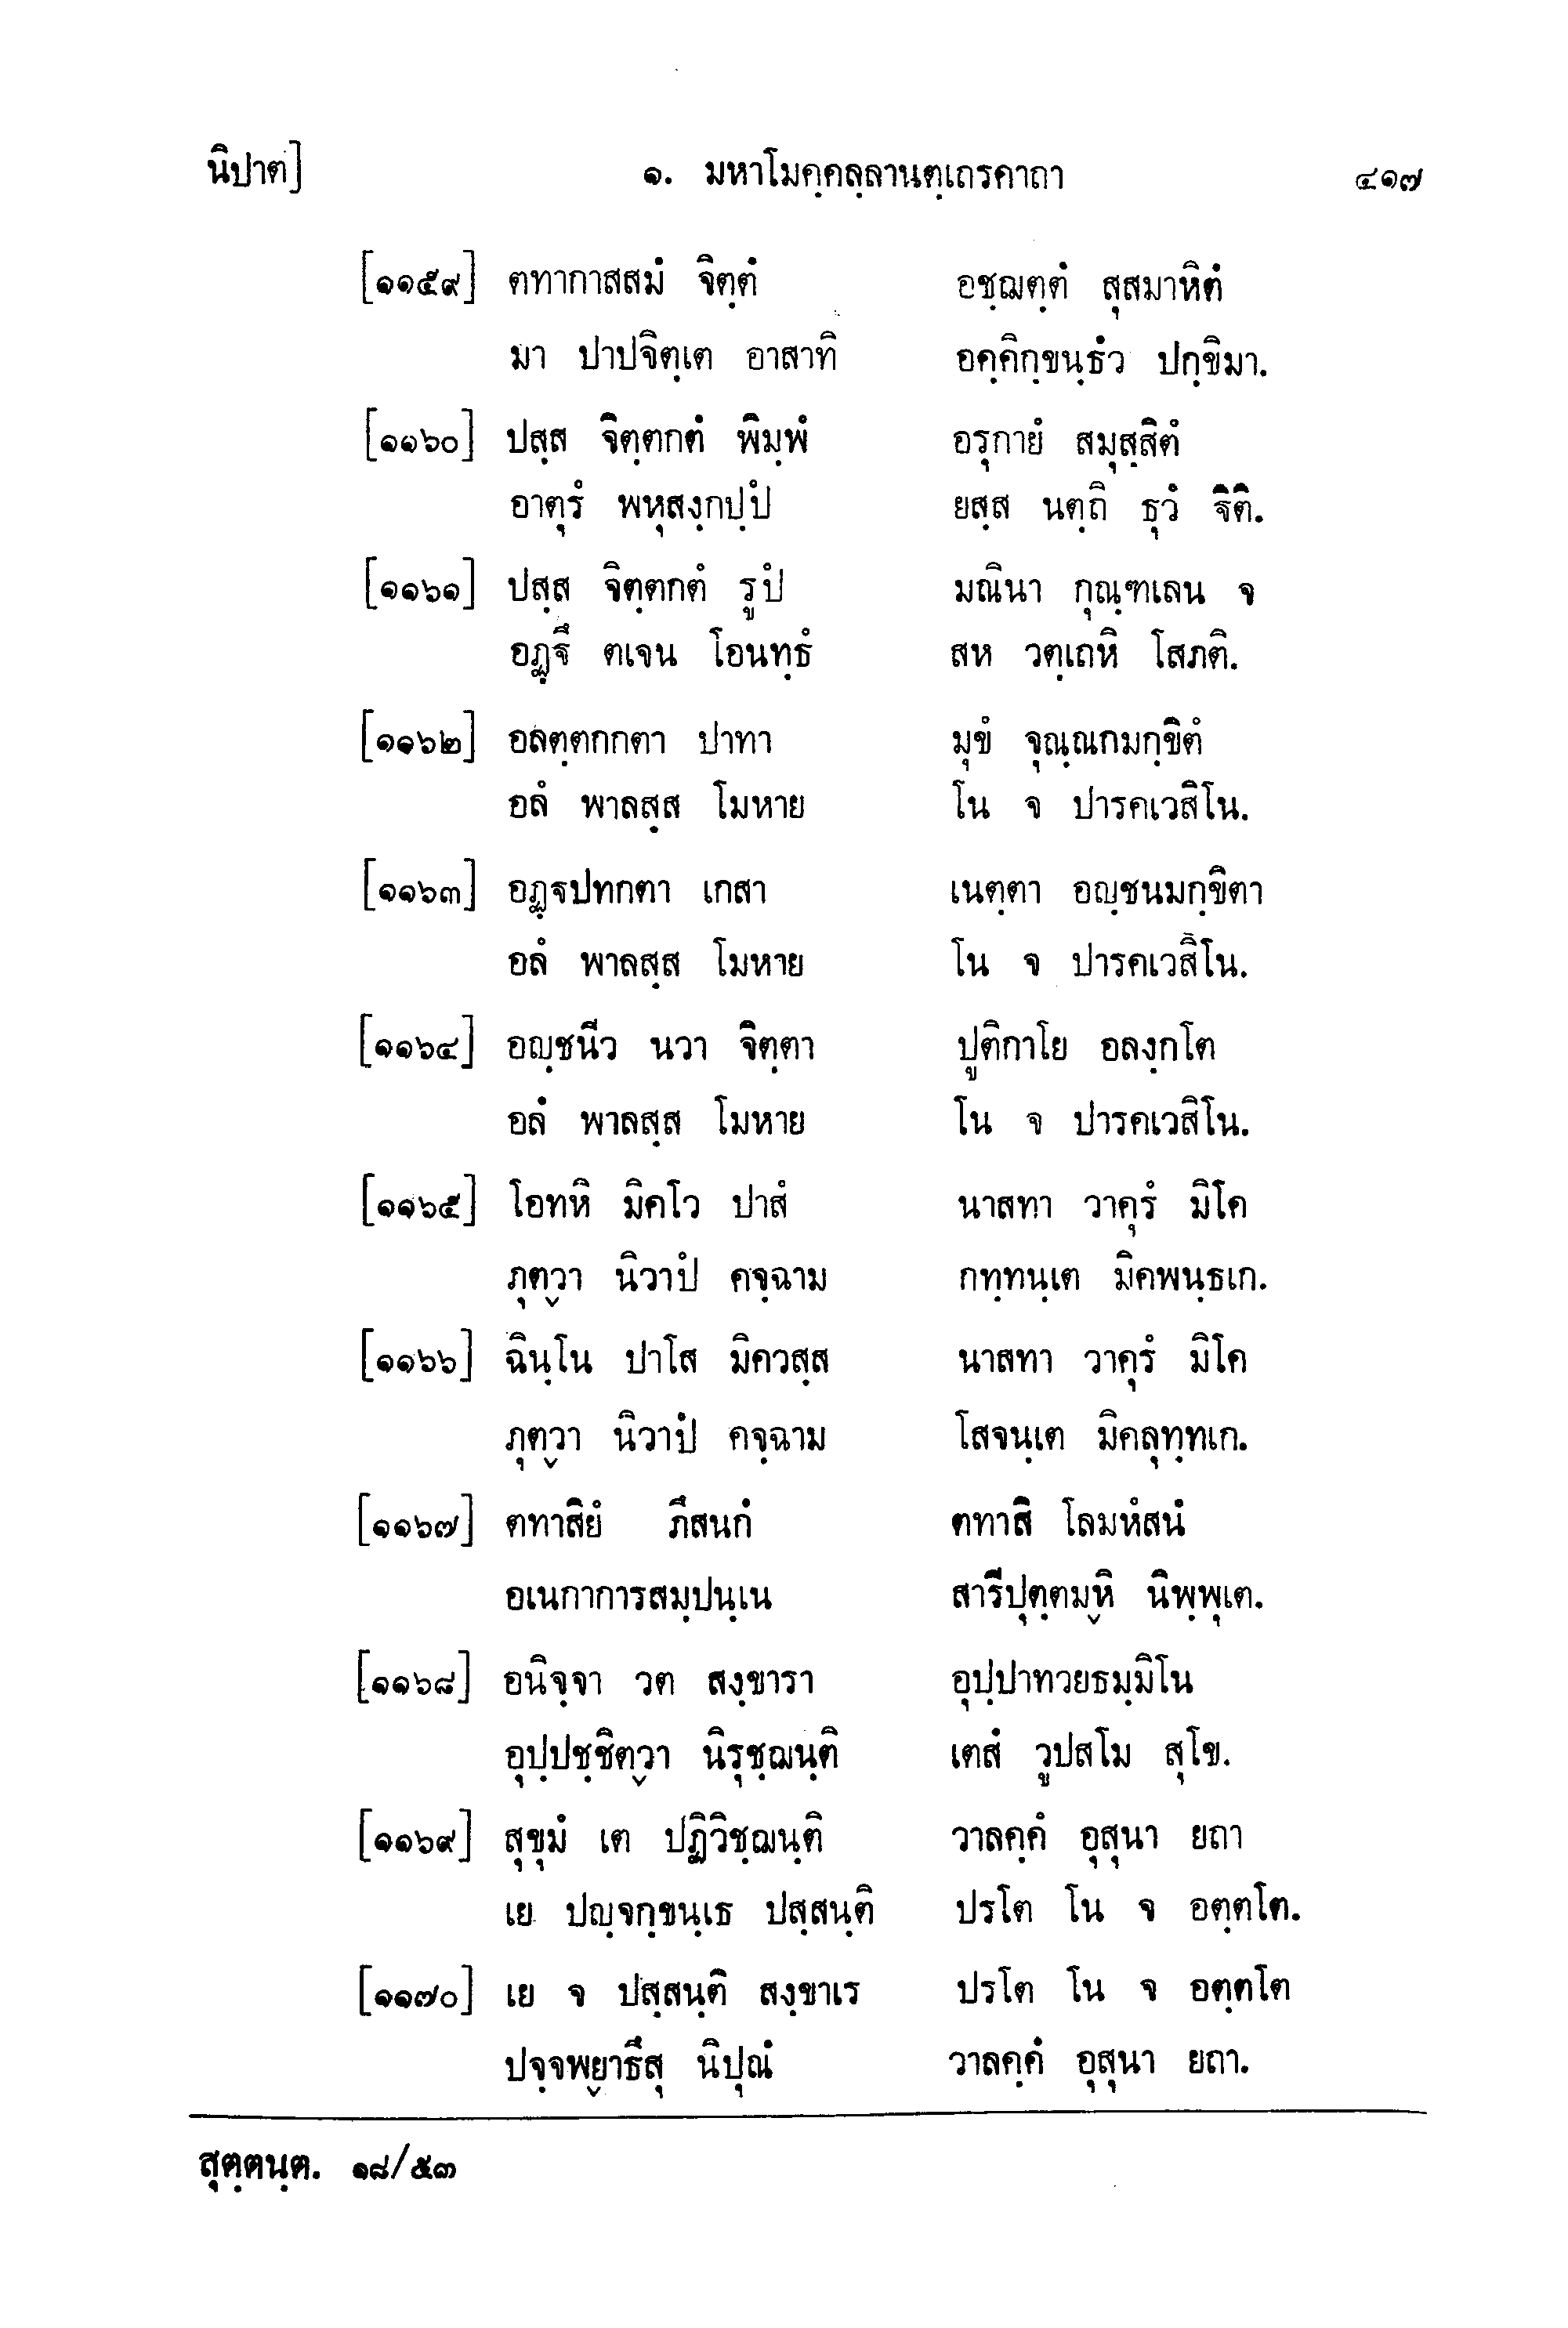 นิปาต] ๑. มหาโมคฺคลฺลานตฺเถรคาถา ๔๑๗
[๑๑๕๙] ตทากาสสมํ จิตฺตํ อชฺฌตฺตํ สุสมาหิตํ
มา ปาปจิตฺเต อาสาทิ อคฺคิกฺขนฺธํว ปกฺขิมา.
[๑๑๖๐] ปสฺส จิตฺตกตํ พิมฺพํ อรุกายํ สมุสฺสิตํ
อาตุรํ พหุสงฺกปฺปํ ยสฺส นตฺถิ ธุวํ ฐิติ.
[๑๑๖๑] ปสฺส จิตฺตกตํ รูปํ มณินา กุณฺฑเลน จ
อฏฺฐึ ตเจน โอนทฺธํ สห วตฺเถหิ โสภติ.
[๑๑๖๒] อลตฺตกกตา ปาทา มุขํ จุณฺณกมกฺขิตํ
อลํ พาลสฺส โมหาย โน จ ปารคเวสิโน.
[๑๑๖๓] อฏฺฐปทกตา เกสา เนตฺตา อญฺชนมกฺขิตา
อลํ พาลสฺส โมหาย โน จ ปารคเวสิโน.
[๑๑๖๔] อญฺชนีว นวา จิตฺตา ปูติกาโย อลงฺกโต
อลํ พาลสฺส โมหาย โน จ ปารคเวสิโน.
[๑๑๖๕] โอทหิ มิคโว ปาสํ นาสทา วาคุรํ มิโค
ภุตฺวา นิวาปํ คจฺฉาม กทฺทนฺเต มิคพนฺธเก.
[๑๑๖๖] ฉินฺโน ปาโส มิควสฺส นาสทา วาคุรํ มิโค
ภุตฺวา นิวาปํ คจฺฉาม โสจนฺเต มิคลุทฺทเก.
[๑๑๖๗] ตทาสิยํ ภึสนกํ ตทาสิ โลมหํสนํ
อเนกาการสมฺปนฺเน สารีปุตฺตมฺหิ นิพฺพุเต.
[๑๑๖๘] อนิจฺจา วต สงฺขารา อุปฺปาทวยธมฺมิโน
อุปฺปชฺชิตฺวา นิรุชฺฌนฺติ เตสํ วูปสโม สุโข.
[๑๑๖๙] สุขุมํ เต ปฏิวิชฺฌนฺติ วาลคฺคํ อุสุนา ยถา
เย ปญฺจกฺขนฺเธ ปสฺสนฺติ ปรโต โน จ อตฺตโต.
[๑๑๗๐] เย จ ปสฺสนฺติ สงฺขาเร ปรโต โน จ อตฺตโต
ปจฺจพฺยาธึสุ นิปุณํ วาลคฺคํ อุสุนา ยถา.
สุตฺตนฺต. ๑๘/๕๓